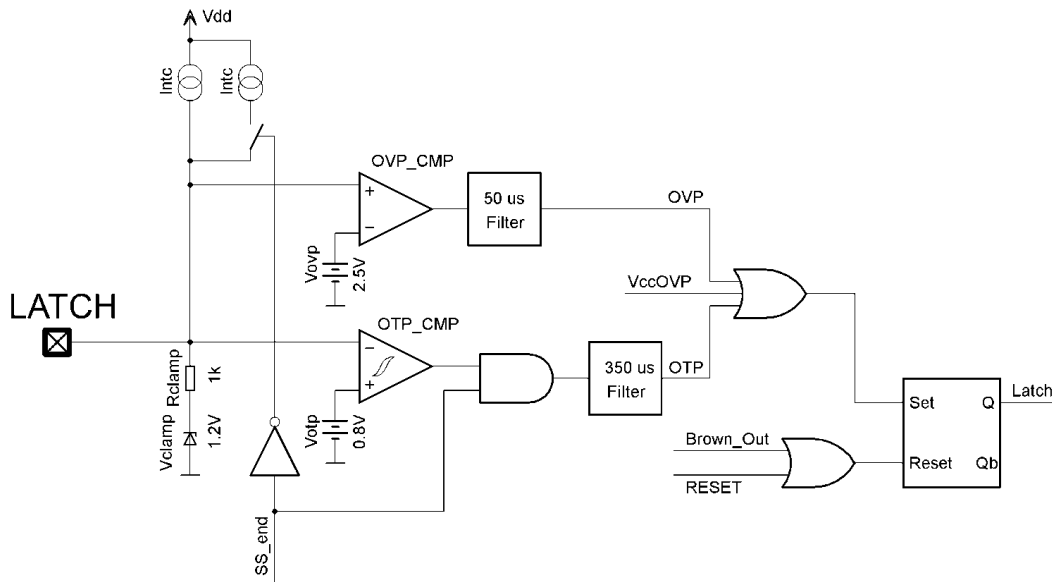 Vdd
Intc
Intc
OVP_CMP
+
−
50 us
Filter
OVP
Vovp
2.5V
VccOVP
LATCH
OTP_CMP
−
+
350 us
Filter
OTP
Rclamp
1k
Vclamp
1.2V
Votp
0.8V
Set
Q
Latch
Brown_Out
Reset
Qb
RESET
SS_end